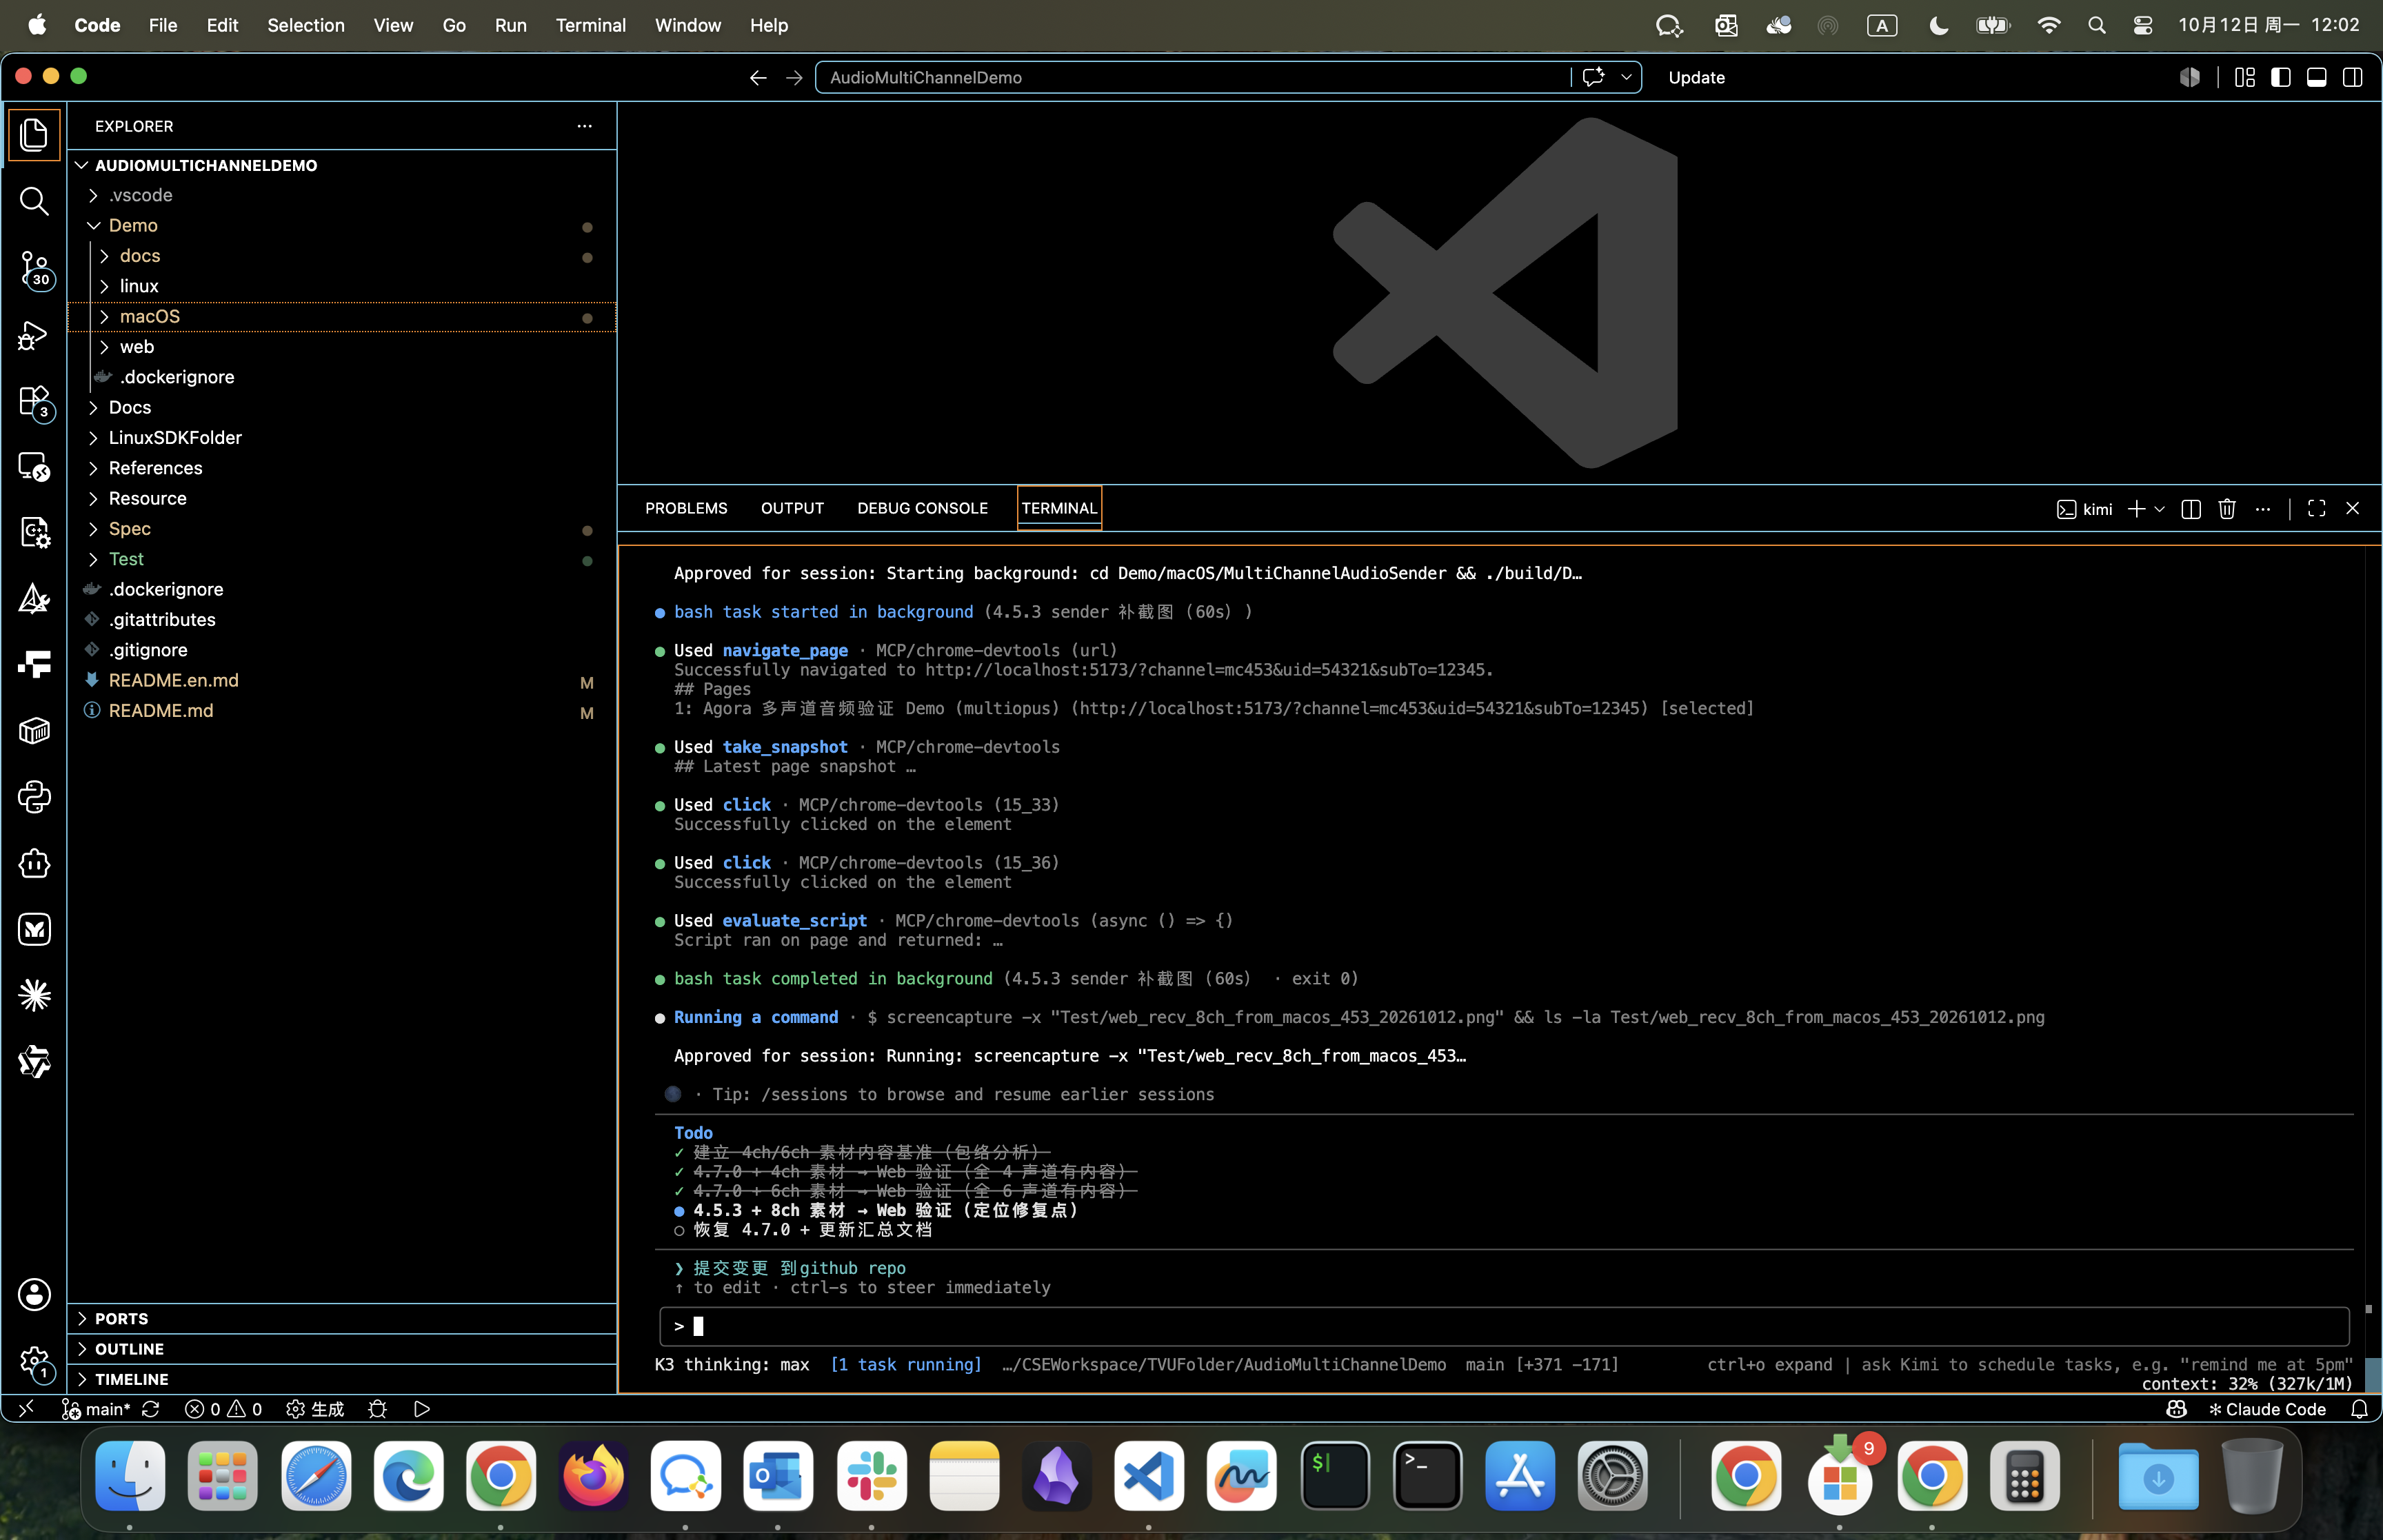 Code File Edit Selection View Go Run Terminal Window Help A 10月12日 周一 12:02
AudioMultiChannelDemo Update
EXPLORER
AUDIOMULTICHANNELDEMO
.vscode
Demo
docs
linux
macOS
web
.dockerignore
Docs
LinuxSDKFolder
References
Resource
Spec
Test
.dockerignore
.gitattributes
.gitignore
README.en.md M
README.md M
PORTS
OUTLINE
TIMELINE
30
3
1
PROBLEMS OUTPUT DEBUG CONSOLE TERMINAL kimi
Approved for session: Starting background: cd Demo/macOS/MultiChannelAudioSender && ./build/D…
bash task started in background (4.5.3 sender 补截图（60s）)
Used navigate_page · MCP/chrome-devtools (url)
Successfully navigated to http://localhost:5173/?channel=mc453&uid=54321&subTo=12345.
## Pages
1: Agora 多声道音频验证 Demo (multiopus) (http://localhost:5173/?channel=mc453&uid=54321&subTo=12345) [selected]
Used take_snapshot · MCP/chrome-devtools
## Latest page snapshot …
Used click · MCP/chrome-devtools (15_33)
Successfully clicked on the element
Used click · MCP/chrome-devtools (15_36)
Successfully clicked on the element
Used evaluate_script · MCP/chrome-devtools (async () => {)
Script ran on page and returned: …
bash task completed in background (4.5.3 sender 补截图（60s） · exit 0)
Running a command · $ screencapture -x "Test/web_recv_8ch_from_macos_453_20261012.png" && ls -la Test/web_recv_8ch_from_macos_453_20261012.png
Approved for session: Running: screencapture -x "Test/web_recv_8ch_from_macos_453…
· Tip: /sessions to browse and resume earlier sessions
Todo
✓ 建立 4ch/6ch 素材内容基准（包络分析）
✓ 4.7.0 + 4ch 素材 → Web 验证（全 4 声道有内容）
✓ 4.7.0 + 6ch 素材 → Web 验证（全 6 声道有内容）
● 4.5.3 + 8ch 素材 → Web 验证（定位修复点）
○ 恢复 4.7.0 + 更新汇总文档
❯ 提交变更 到github repo
↑ to edit · ctrl-s to steer immediately
>
K3 thinking: max [1 task running] …/CSEWorkspace/TVUFolder/AudioMultiChannelDemo main [+371 -171] ctrl+o expand | ask Kimi to schedule tasks, e.g. "remind me at 5pm"
context: 32% (327k/1M)
main* 0 0 生成 Claude Code
9